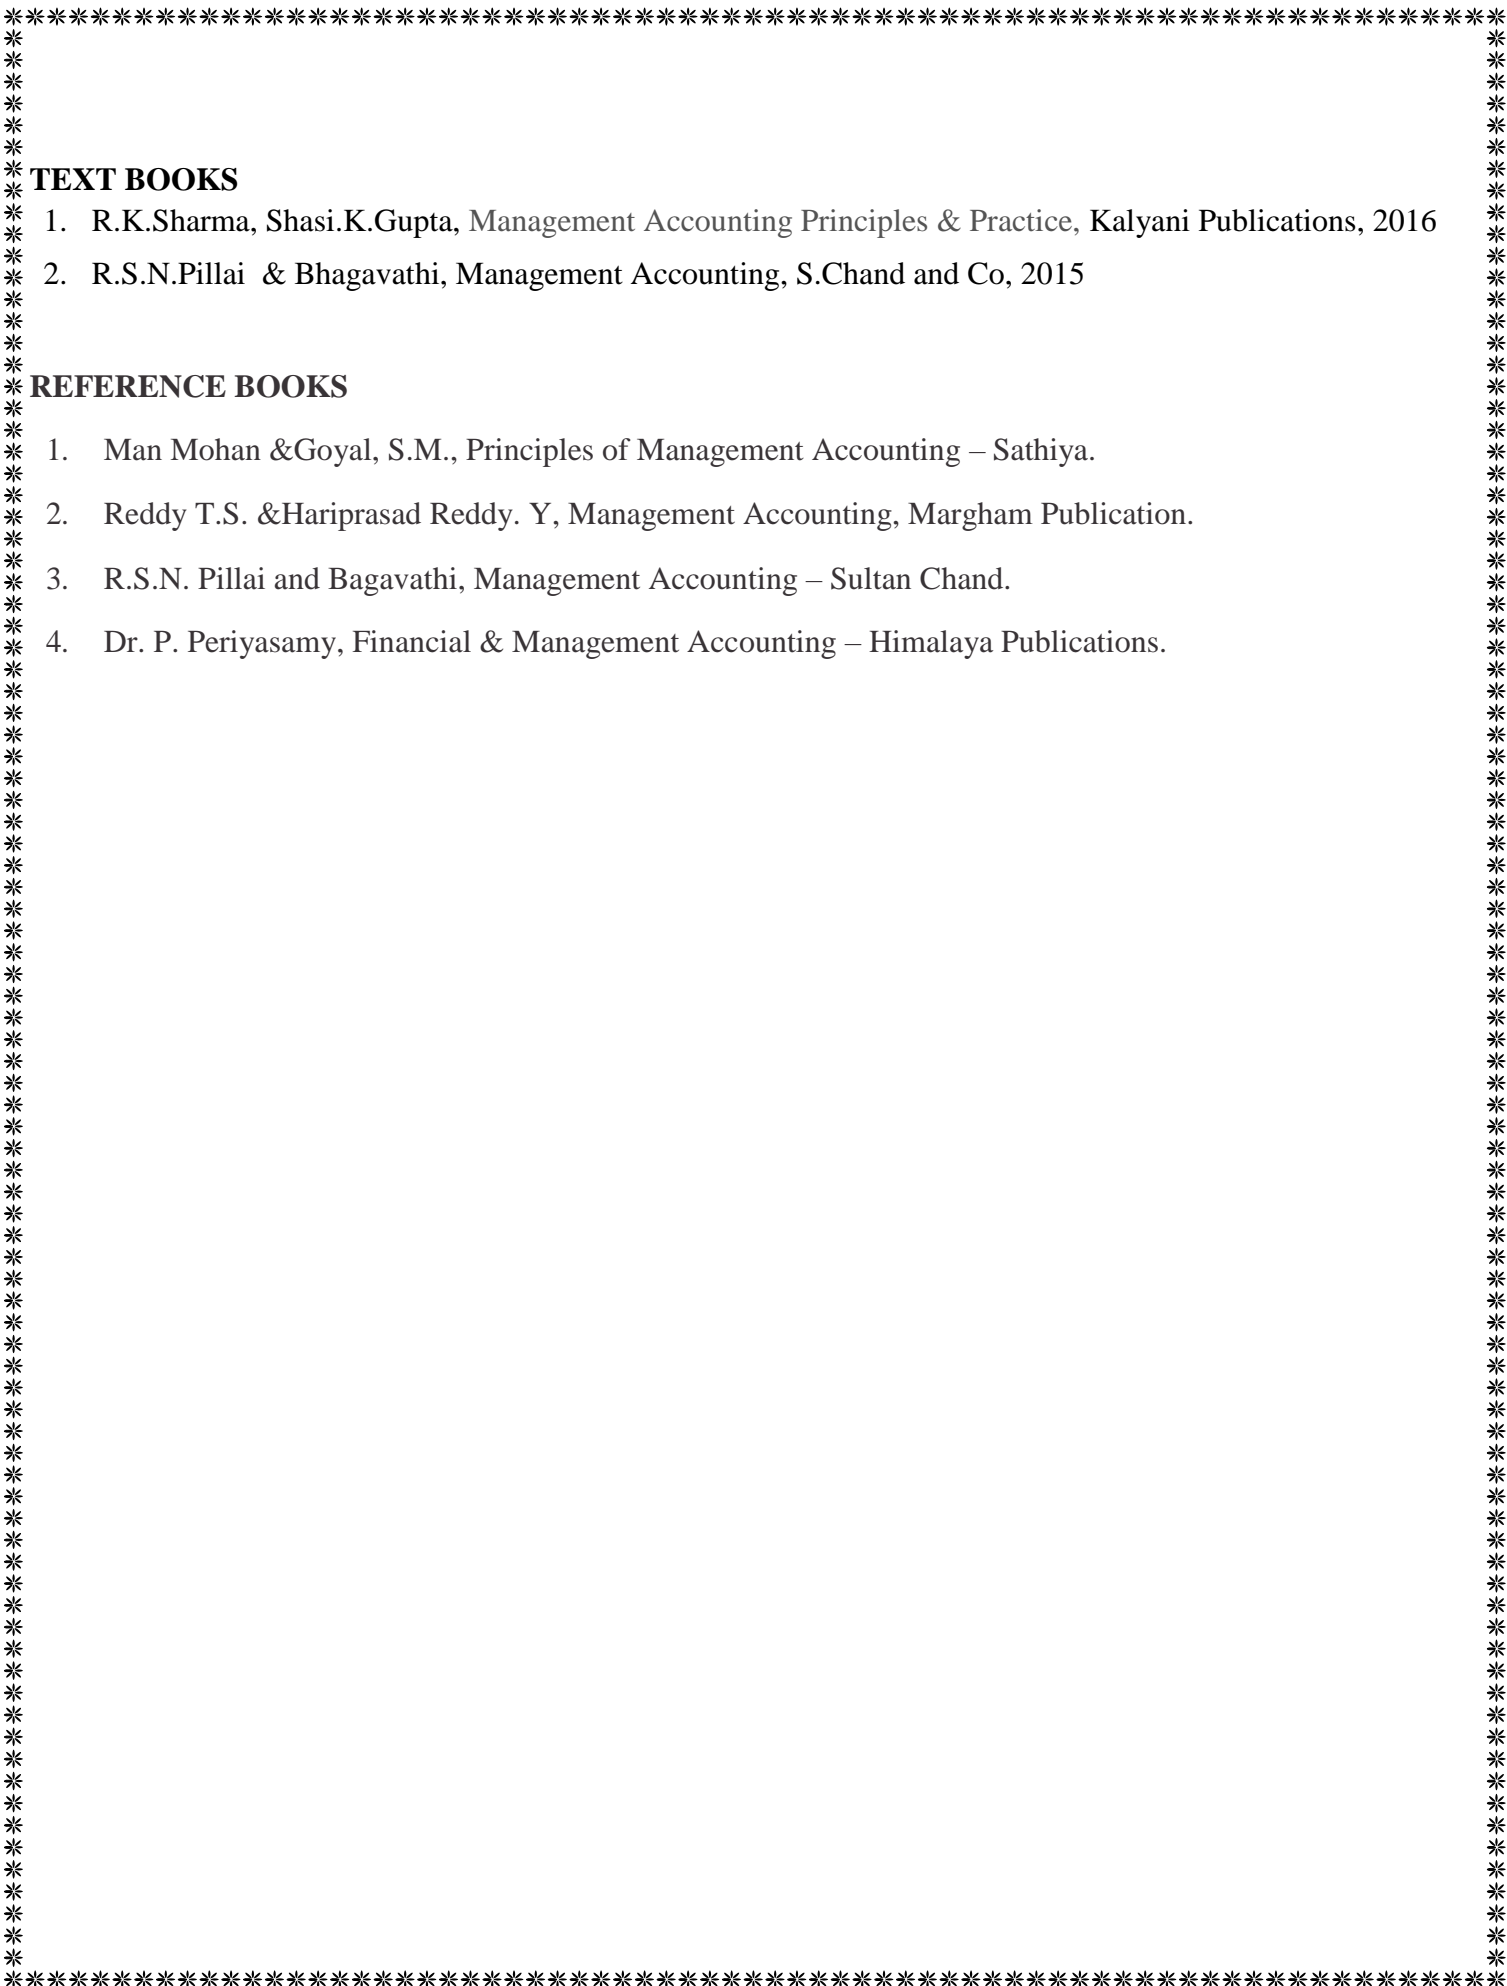 TEXT BOOKS
1. R.K.Sharma, Shasi.K.Gupta, Management Accounting Principles & Practice, Kalyani Publications, 2016
2. R.S.N.Pillai & Bhagavathi, Management Accounting, S.Chand and Co, 2015
REFERENCE BOOKS
1. Man Mohan &Goyal, S.M., Principles of Management Accounting – Sathiya.
2. Reddy T.S. &Hariprasad Reddy. Y, Management Accounting, Margham Publication.
3. R.S.N. Pillai and Bagavathi, Management Accounting – Sultan Chand.
4. Dr. P. Periyasamy, Financial & Management Accounting – Himalaya Publications.